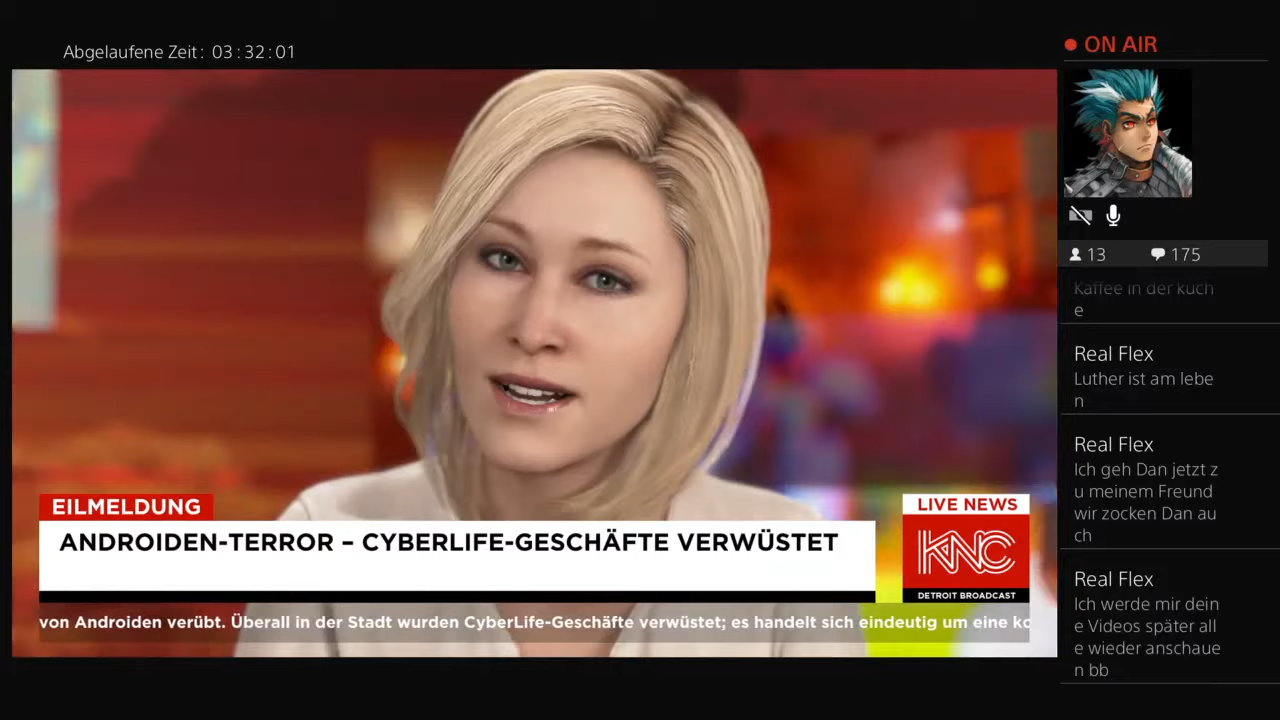 Abgelaufene Zeit: 03:32:01
ON AIR
13 175
Kaffee in der küch
e
Real Flex
Luther ist am lebe
n
Real Flex
Ich geh Dan jetzt z
u meinem Freund
wir zocken Dan au
ch
Real Flex
Ich werde mir dein
e Videos später all
e wieder anschaue
n bb
EILMELDUNG
ANDROIDEN-TERROR – CYBERLIFE-GESCHÄFTE VERWÜSTET
von Androiden verübt. Überall in der Stadt wurden CyberLife-Geschäfte verwüstet; es handelt sich eindeutig um eine ko
LIVE NEWS
KNC
DETROIT BROADCAST